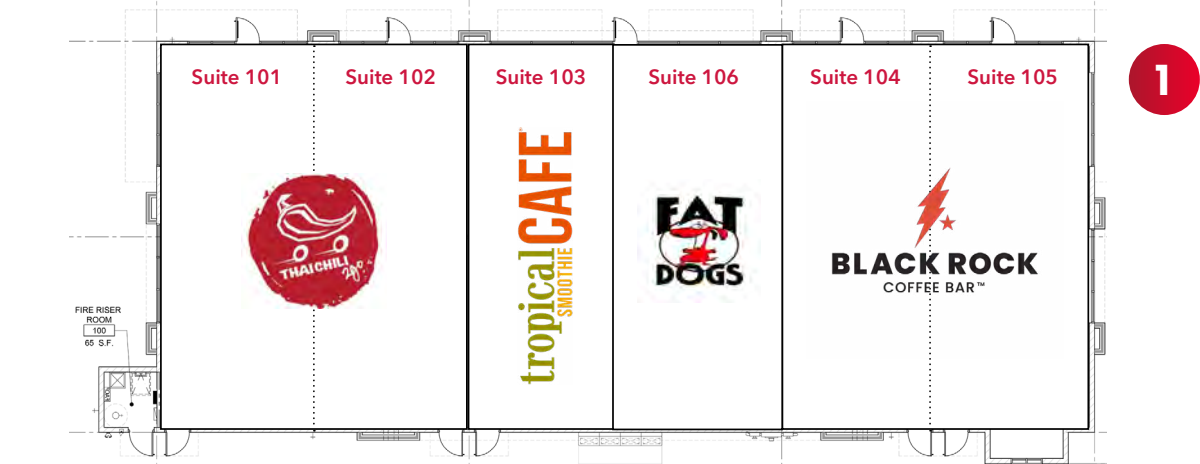 Suite 101
Suite 102
Suite 103
Suite 106
Suite 104
Suite 105
1
THAI CHILI
2go.
tropical
SMOOTHIE
CAFE
FAT
DOGS
BLACK ROCK
COFFEE BAR™
FIRE RISER
ROOM
100
65 S.F.